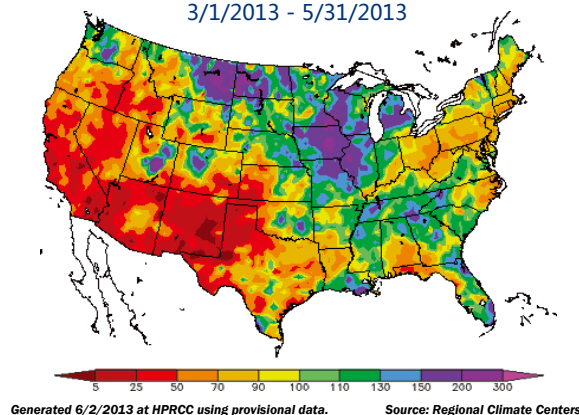 3/1/2013 - 5/31/2013
5 25 50 70 90 100 110 130 150 200 300
Generated 6/2/2013 at HPRCC using provisional data. Source: Regional Climate Centers